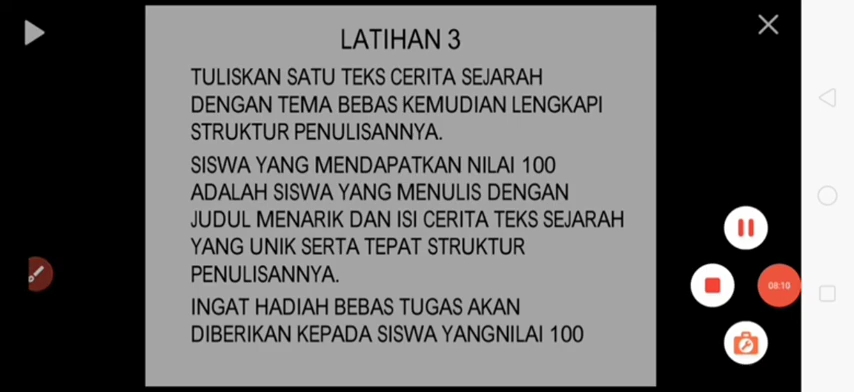 LATIHAN 3
TULISKAN SATU TEKS CERITA SEJARAH
DENGAN TEMA BEBAS KEMUDIAN LENGKAPI
STRUKTUR PENULISANNYA.
SISWA YANG MENDAPATKAN NILAI 100
ADALAH SISWA YANG MENULIS DENGAN
JUDUL MENARIK DAN ISI CERITA TEKS SEJARAH
YANG UNIK SERTA TEPAT STRUKTUR
PENULISANNYA.
INGAT HADIAH BEBAS TUGAS AKAN
DIBERIKAN KEPADA SISWA YANGNILAI 100
08:10